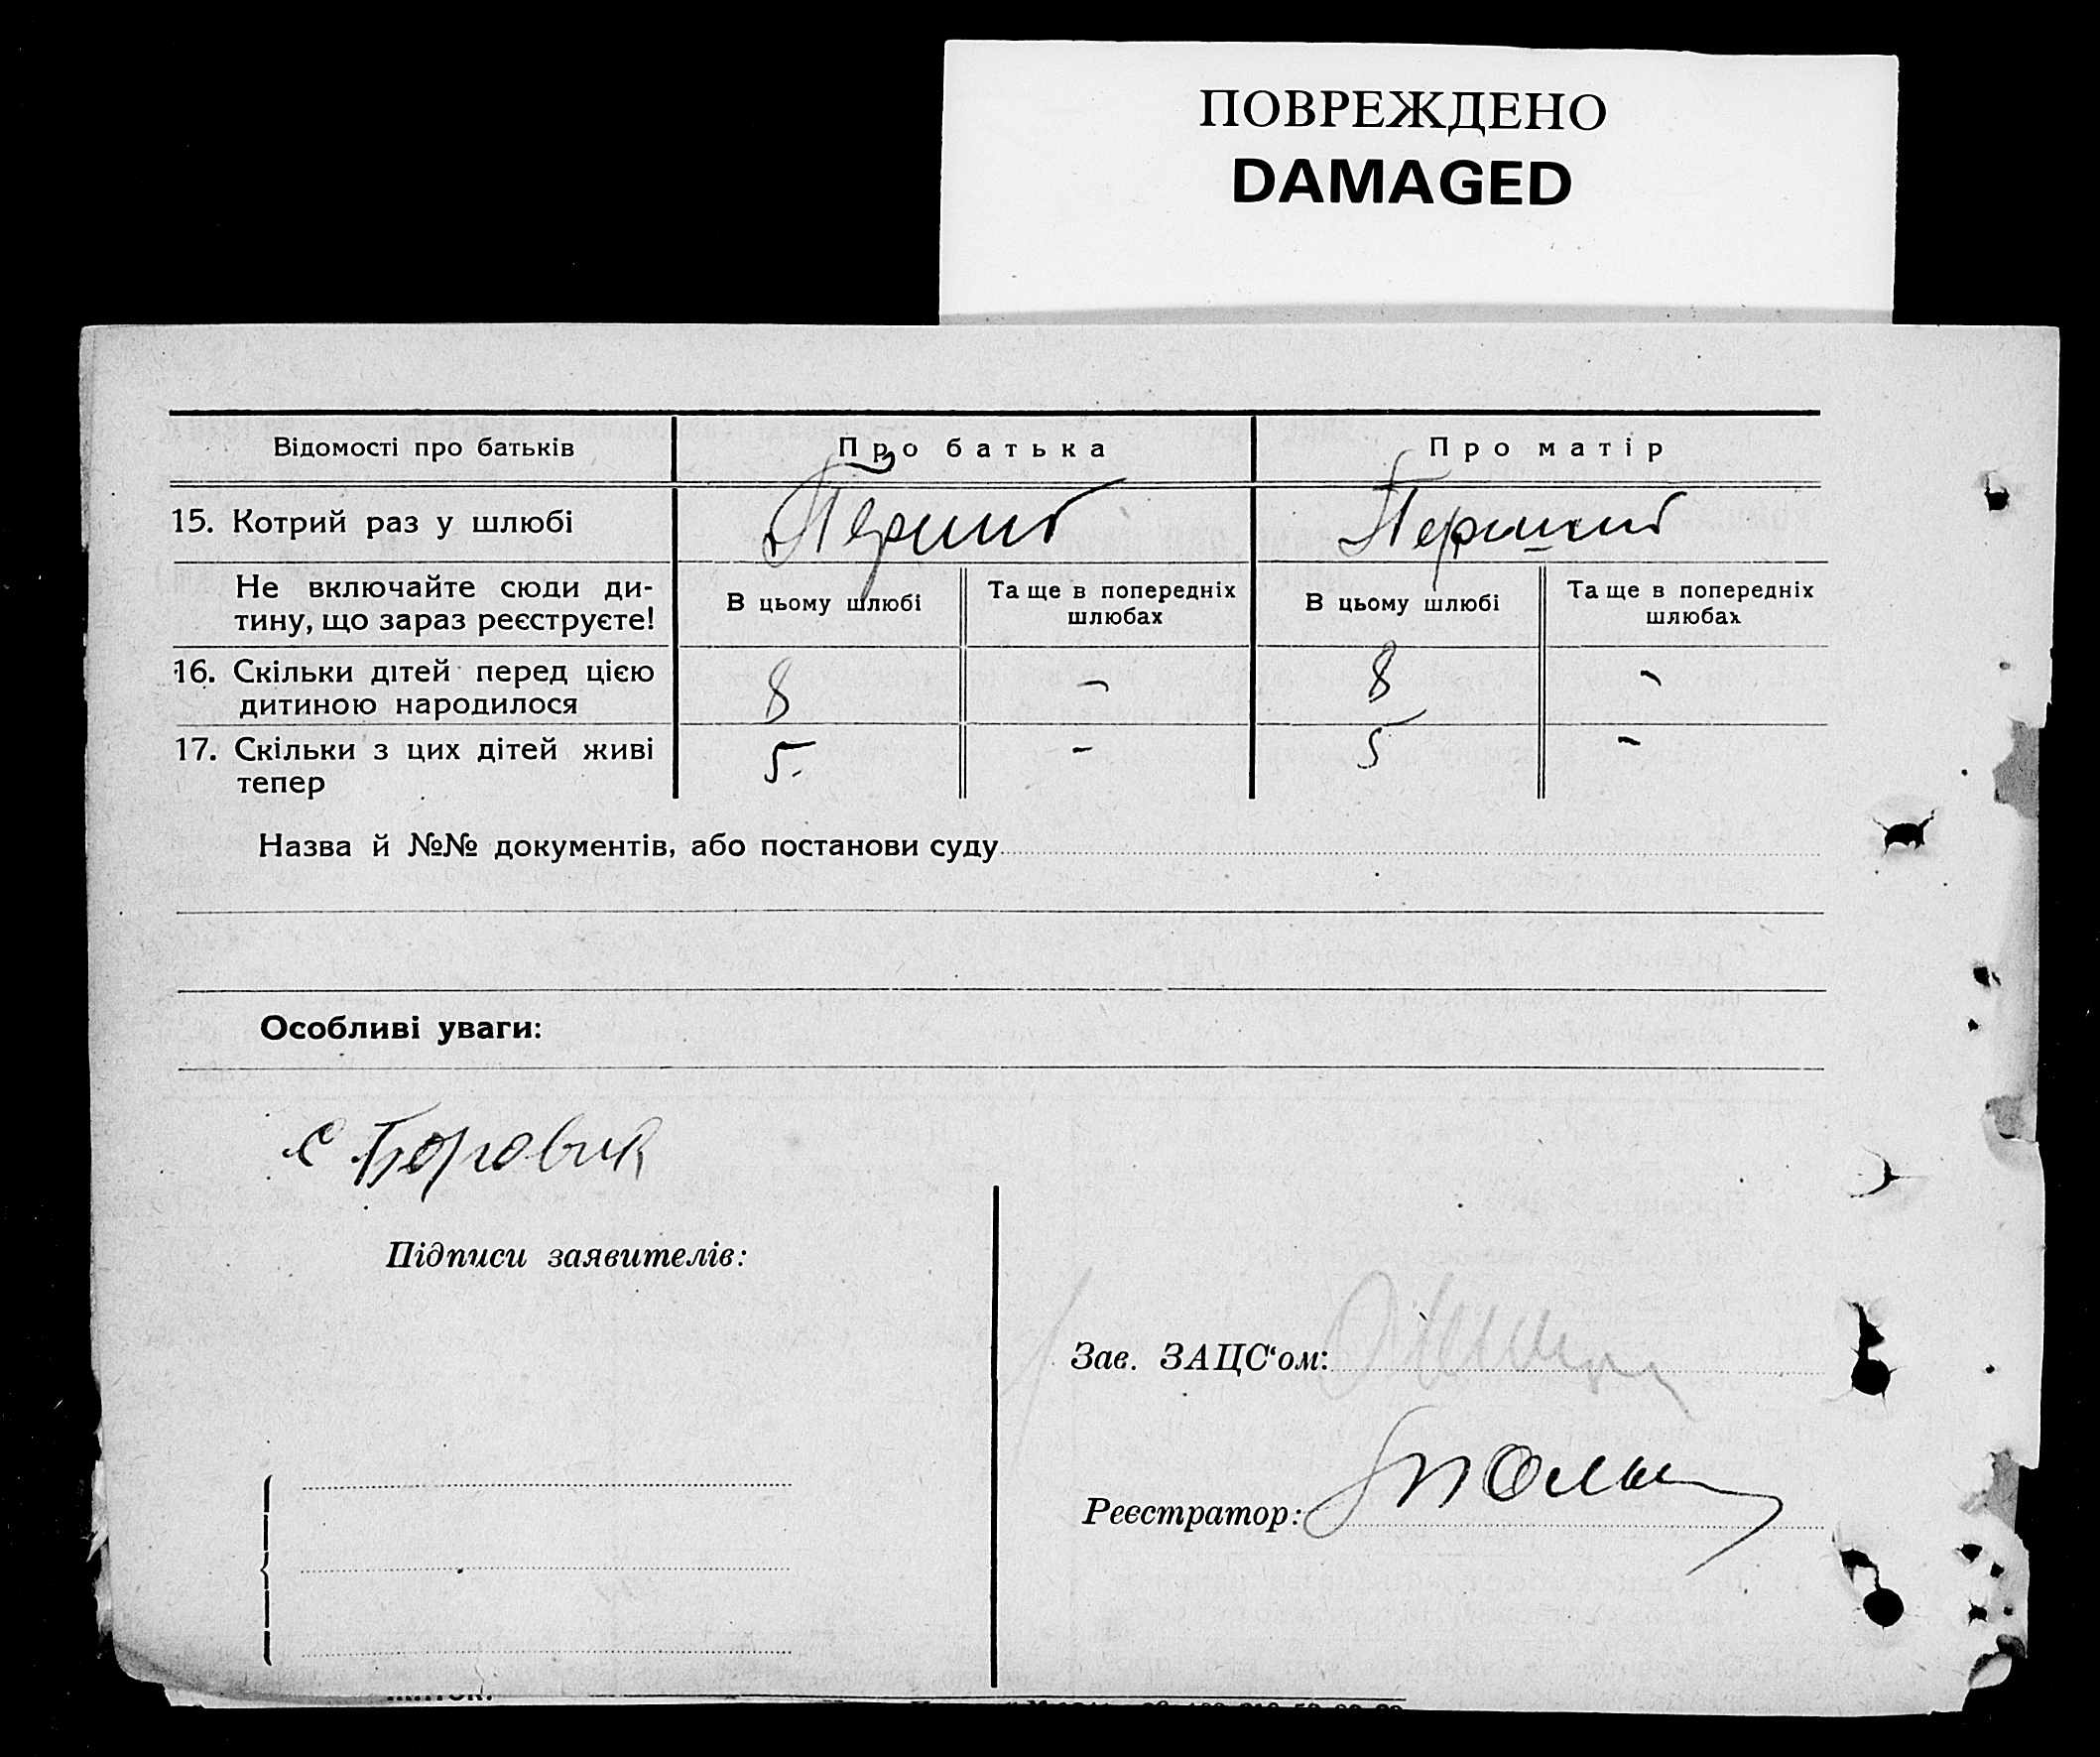 ПОВРЕЖДЕНО
DAMAGED
Відомості про батьків
Про батька
Про матір
15. Котрий раз у шлюбі
Перший
Перший
Не включайте сюди ди-
тину, що зараз реєструєте!
В цьому шлюбі
Та ще в попередніх
шлюбах
В цьому шлюбі
Та ще в попередніх
шлюбах
16. Скільки дітей перед цією
дитиною народилося
8
-
8
-
17. Скільки з цих дітей живі
тепер
5.
-
5
-
Назва й №№ документів, або постанови суду
Особливі уваги:
Боровик
Підписи заявителів:
Зав. ЗАЦС‘ом:
Реєстратор: